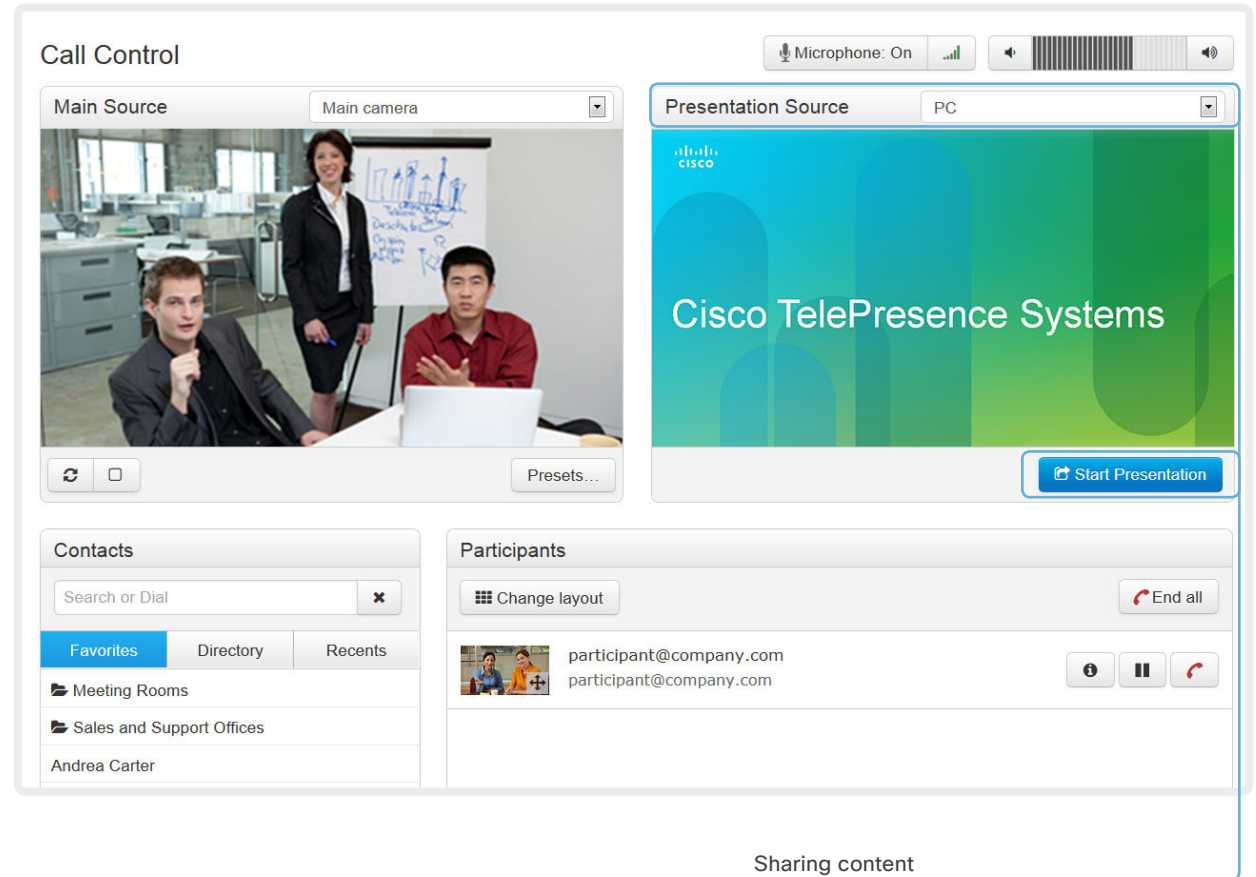 Call Control
Microphone: On
Main Source
Main camera
Presentation Source
PC
CISCO
Cisco TelePresence Systems
Presets...
Start Presentation
Contacts
Search or Dial
Favorites
Directory
Recents
Meeting Rooms
Sales and Support Offices
Andrea Carter
Participants
Change layout
End all
participant@company.com
participant@company.com
Sharing content